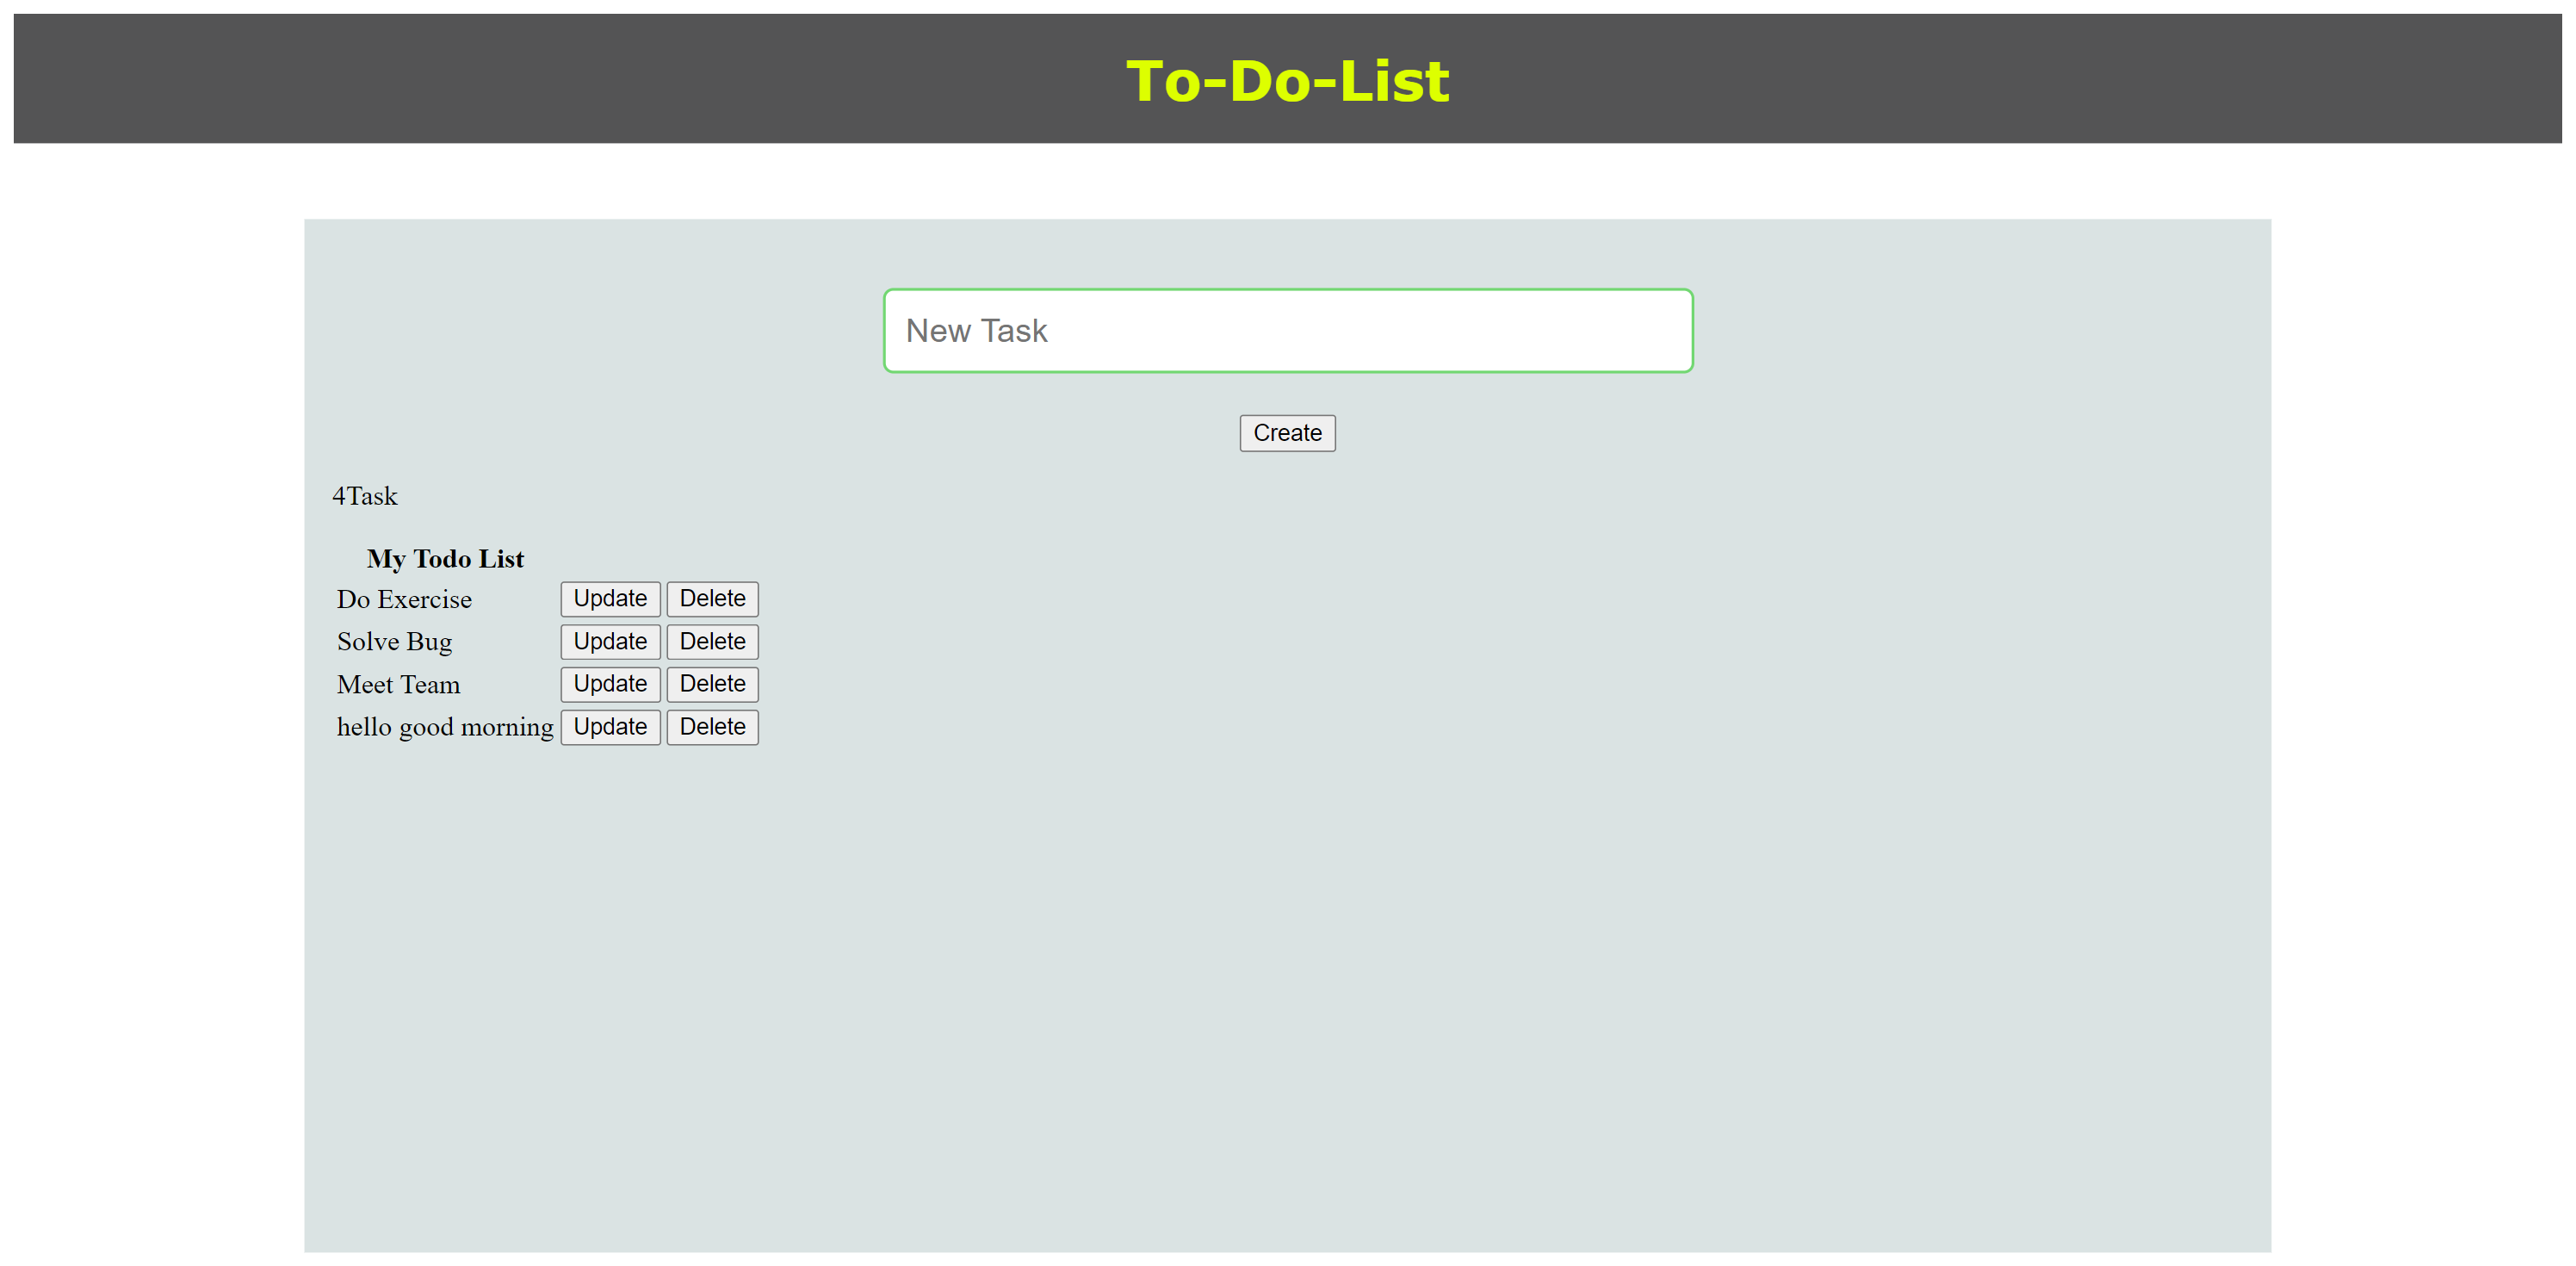 To-Do-List
New Task
Create
4Task
My Todo List
Do Exercise Update Delete
Solve Bug Update Delete
Meet Team Update Delete
hello good morning Update Delete